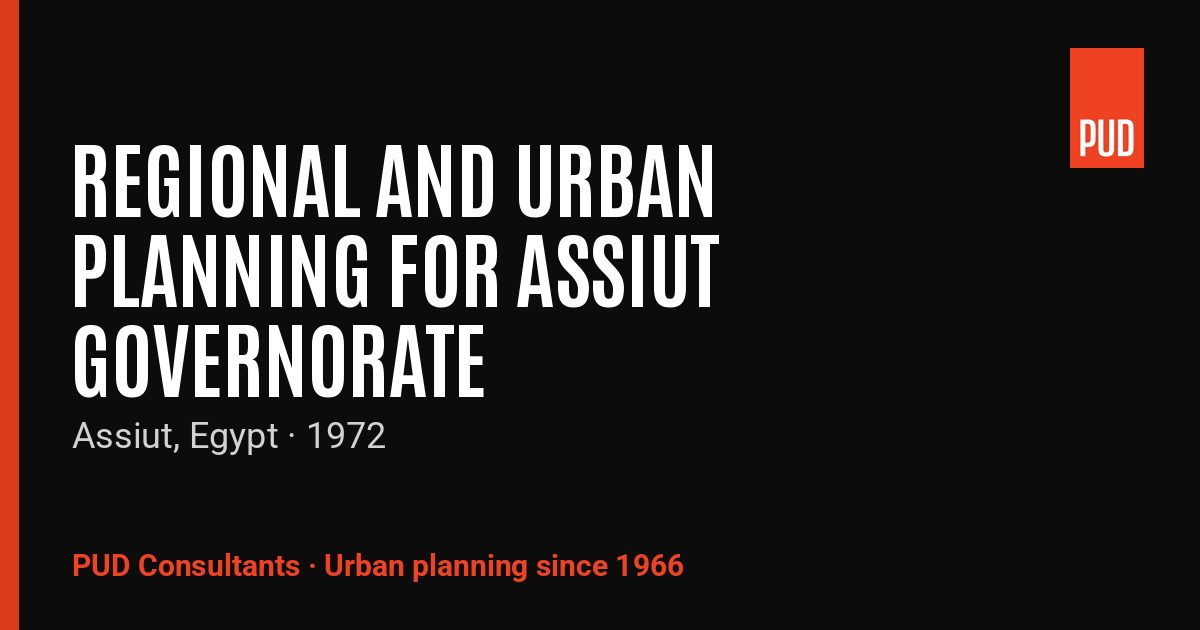 PUD
REGIONAL AND URBAN
PLANNING FOR ASSIUT
GOVERNORATE
Assiut, Egypt · 1972
PUD Consultants · Urban planning since 1966